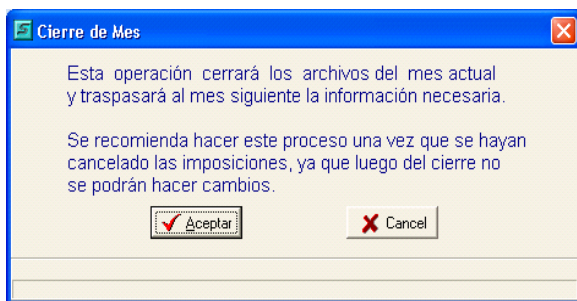 Cierre de Mes
Esta operación cerrará los archivos del mes actual
y traspasará al mes siguiente la información necesaria.
Se recomienda hacer este proceso una vez que se hayan
cancelado las imposiciones, ya que luego del cierre no
se podrán hacer cambios.
Aceptar Cancel